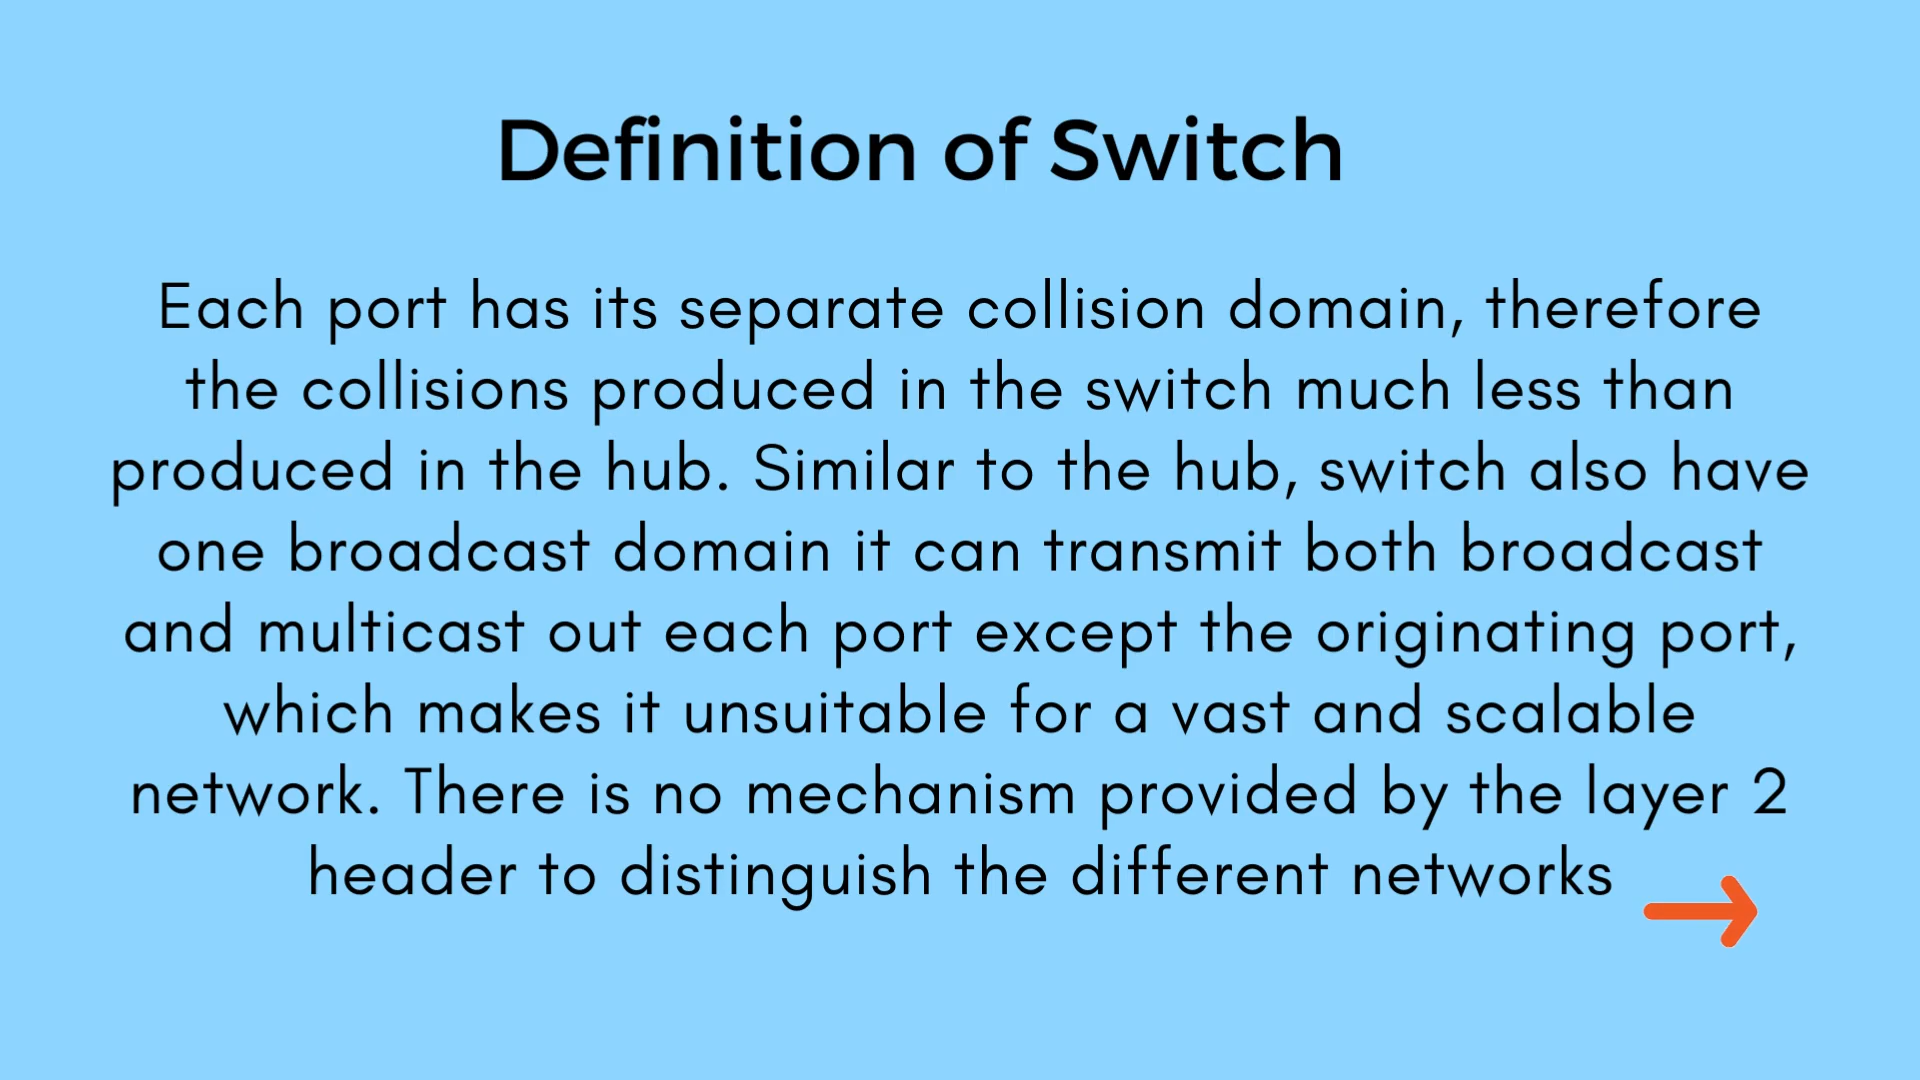 Definition of Switch
Each port has its separate collision domain, therefore
the collisions produced in the switch much less than
produced in the hub. Similar to the hub, switch also have
one broadcast domain it can transmit both broadcast
and multicast out each port except the originating port,
which makes it unsuitable for a vast and scalable
network. There is no mechanism provided by the layer 2
header to distinguish the different networks